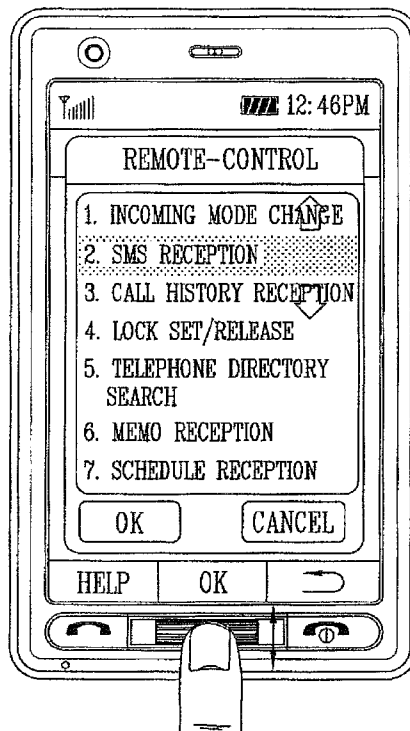 12:46PM
REMOTE-CONTROL
1. INCOMING MODE CHANGE
2. SMS RECEPTION
3. CALL HISTORY RECEPTION
4. LOCK SET/RELEASE
5. TELEPHONE DIRECTORY
SEARCH
6. MEMO RECEPTION
7. SCHEDULE RECEPTION
OK CANCEL
HELP OK